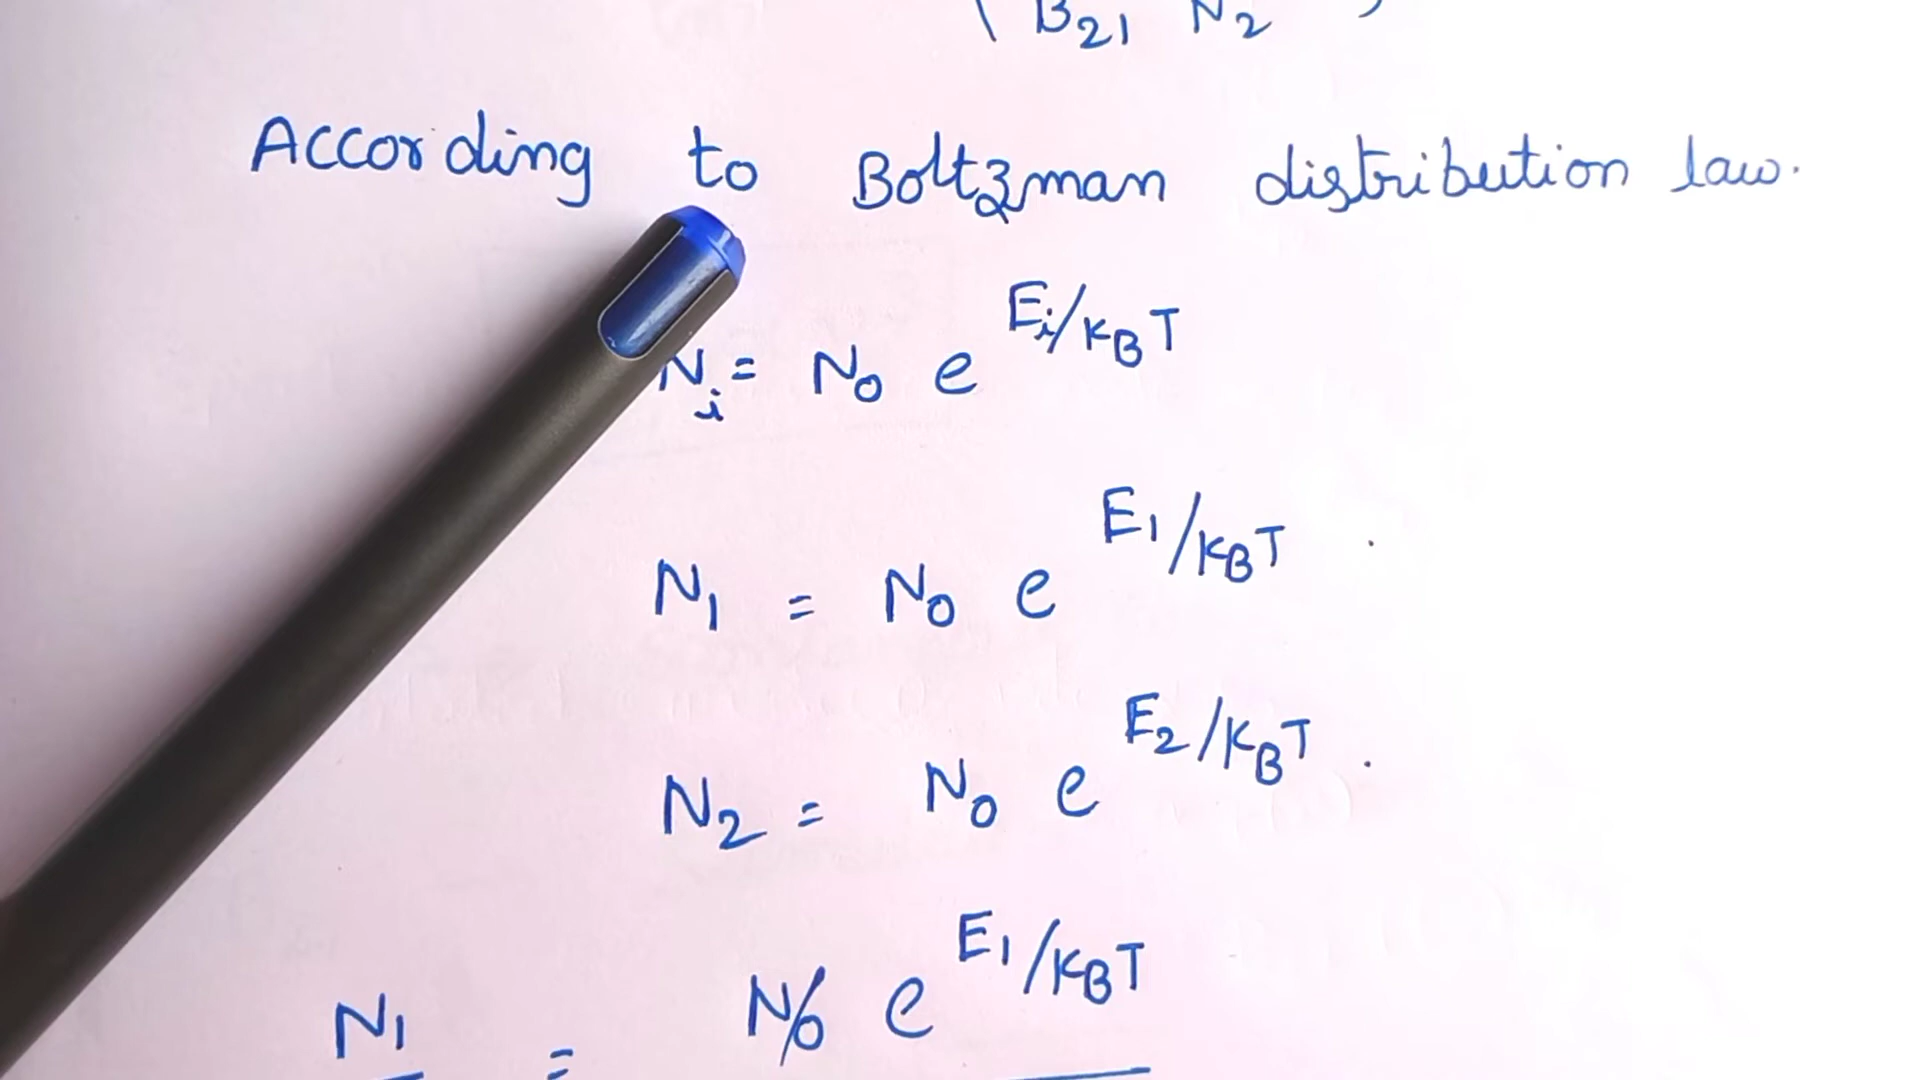 ( B21 N2 )
According to Boltzman distribution law.
Ni = N0 e^Ei/KBT
N1 = N0 e^E1/KBT .
N2 = N0 e^E2/KBT .
N1 = N0 e^E1/KBT